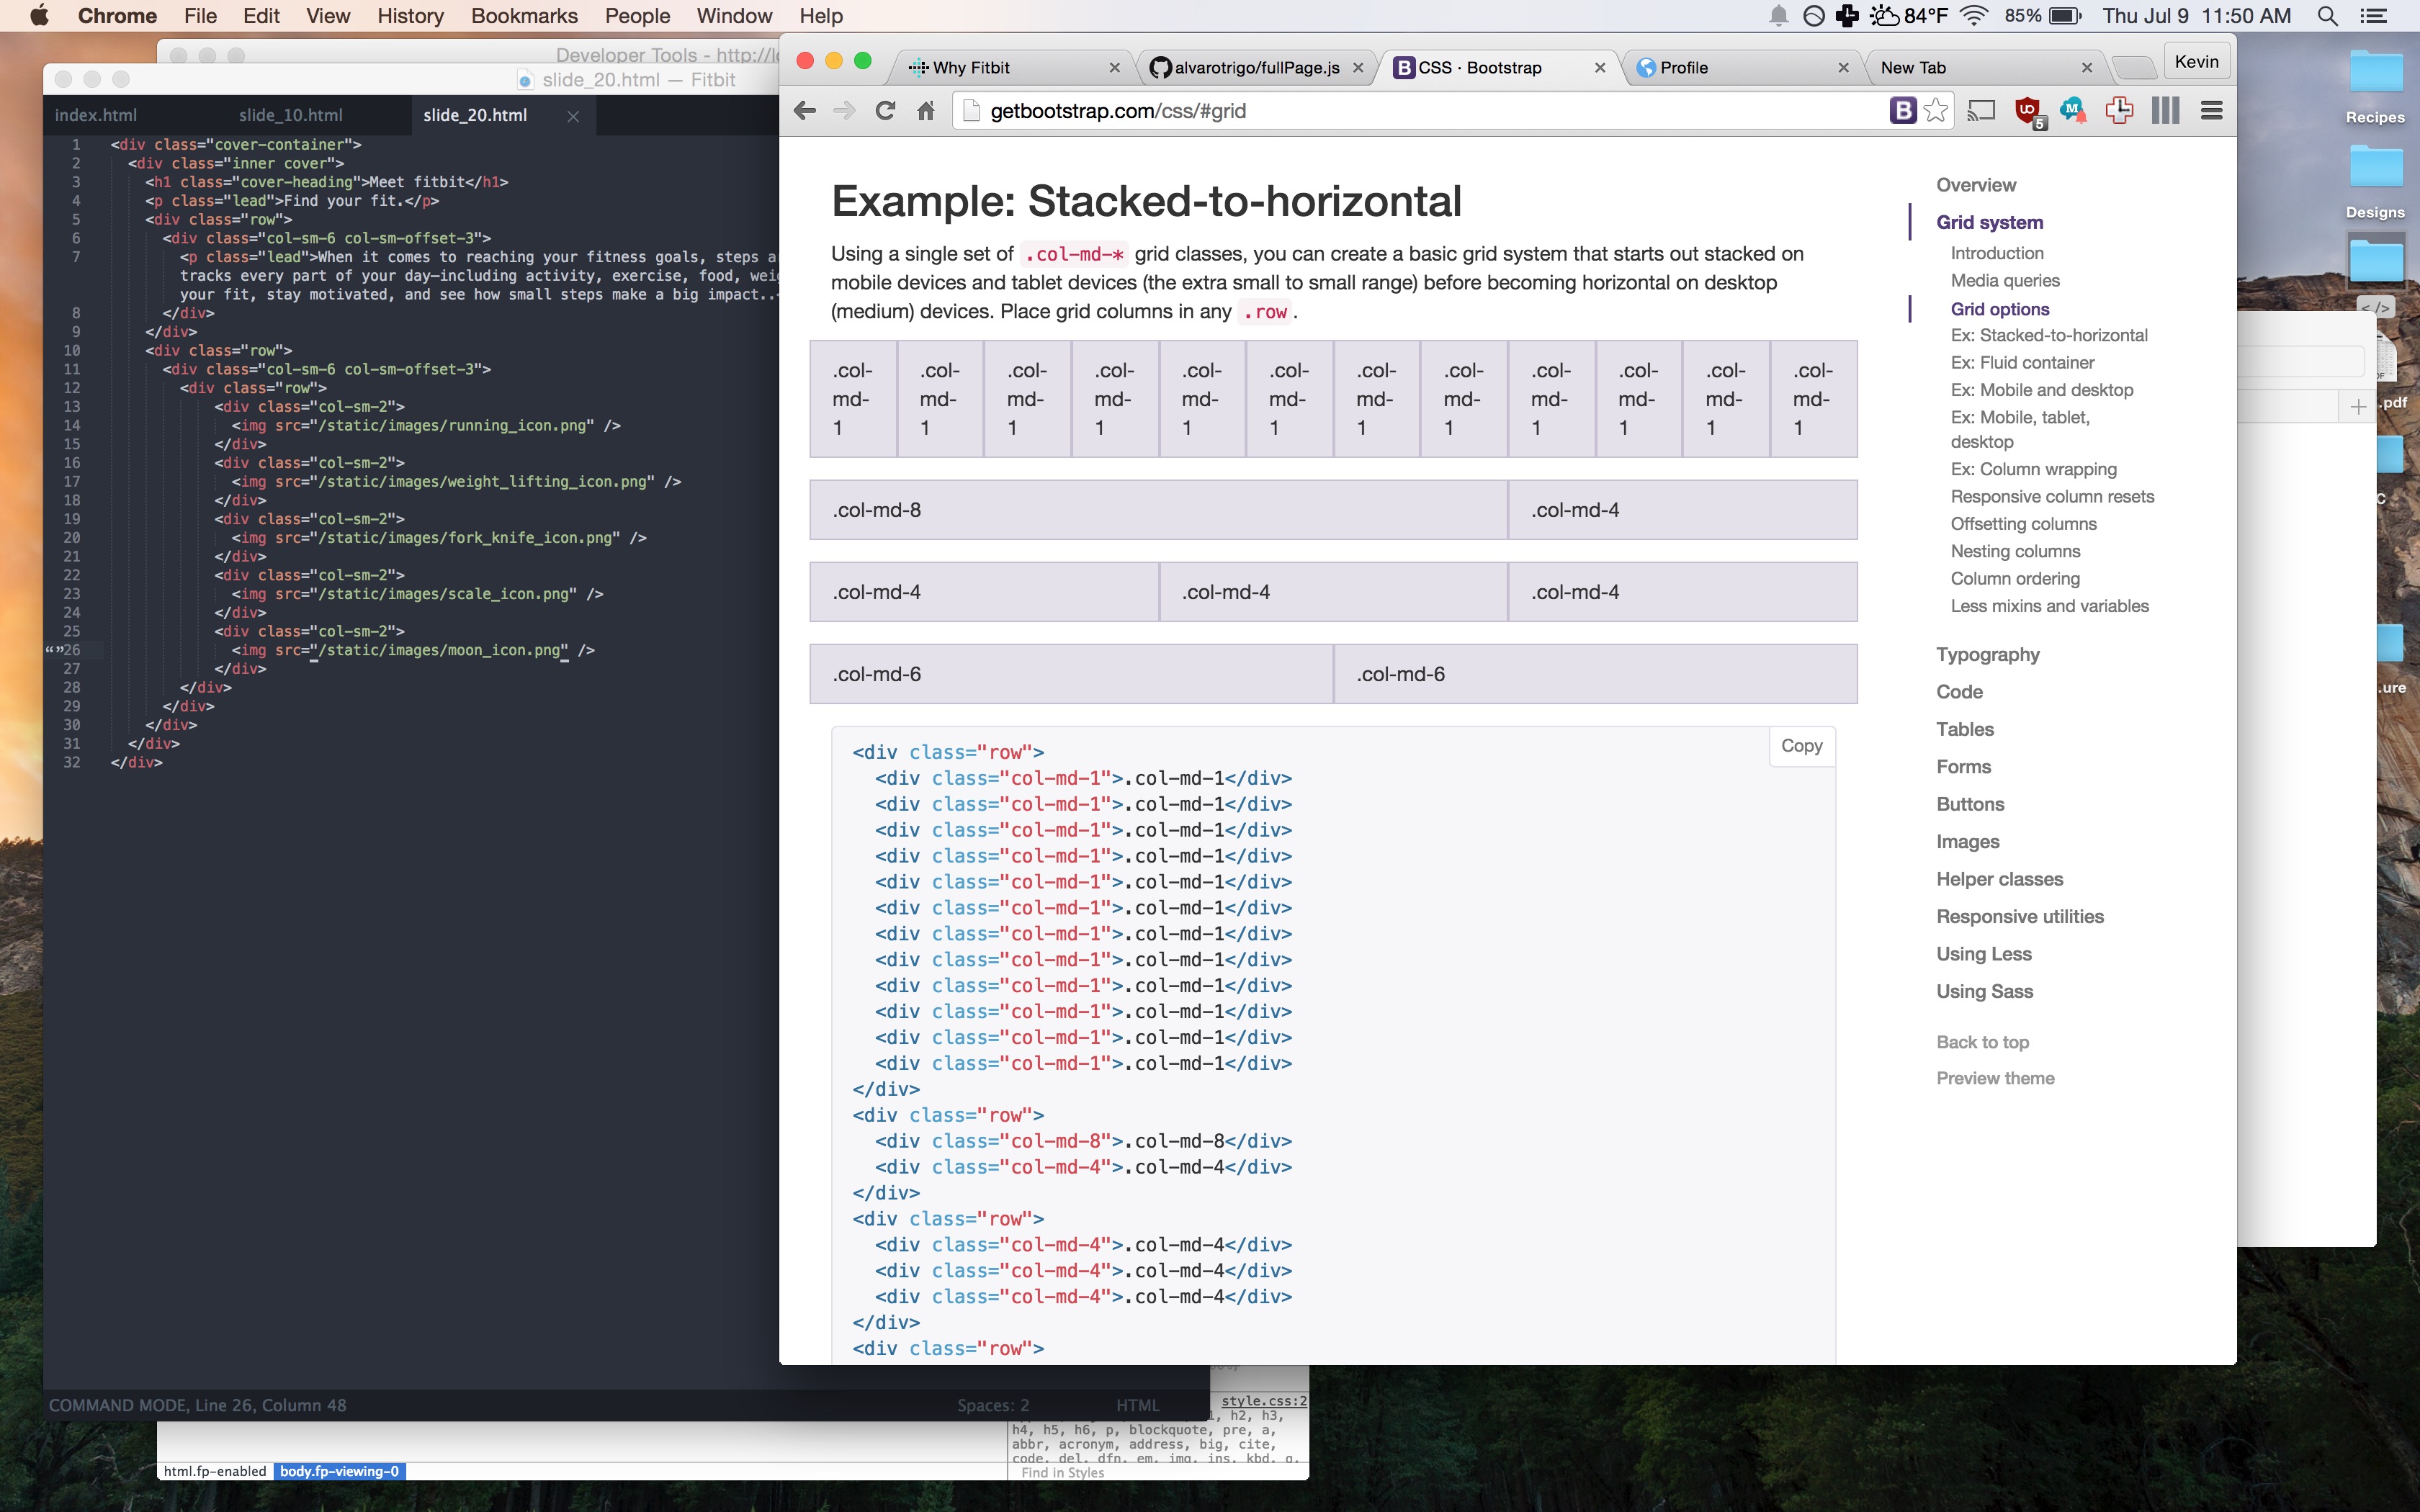 Chrome File Edit View History Bookmarks People Window Help
84°F 85% Thu Jul 9 11:50 AM
Developer Tools - http://l
slide_20.html — Fitbit
index.html slide_10.html slide_20.html
1 <div class="cover-container">
2 <div class="inner cover">
3 <h1 class="cover-heading">Meet fitbit</h1>
4 <p class="lead">Find your fit.</p>
5 <div class="row">
6 <div class="col-sm-6 col-sm-offset-3">
7 <p class="lead">When it comes to reaching your fitness goals, steps a
tracks every part of your day—including activity, exercise, food, wei
your fit, stay motivated, and see how small steps make a big impact..
8 </div>
9 </div>
10 <div class="row">
11 <div class="col-sm-6 col-sm-offset-3">
12 <div class="row">
13 <div class="col-sm-2">
14 <img src="/static/images/running_icon.png" />
15 </div>
16 <div class="col-sm-2">
17 <img src="/static/images/weight_lifting_icon.png" />
18 </div>
19 <div class="col-sm-2">
20 <img src="/static/images/fork_knife_icon.png" />
21 </div>
22 <div class="col-sm-2">
23 <img src="/static/images/scale_icon.png" />
24 </div>
25 <div class="col-sm-2">
“”26 <img src="/static/images/moon_icon.png" />
27 </div>
28 </div>
29 </div>
30 </div>
31 </div>
32 </div>
COMMAND MODE, Line 26, Column 48 Spaces: 2 HTML
style.css:2
h2, h3,
h4, h5, h6, p, blockquote, pre, a,
abbr, acronym, address, big, cite,
code, del, dfn, em, img, ins, kbd, q,
Find in Styles
html.fp-enabled body.fp-viewing-0
Why Fitbit alvarotrigo/fullPage.js CSS · Bootstrap Profile New Tab Kevin
getbootstrap.com/css/#grid
5
Example: Stacked-to-horizontal
Using a single set of .col-md-* grid classes, you can create a basic grid system that starts out stacked on
mobile devices and tablet devices (the extra small to small range) before becoming horizontal on desktop
(medium) devices. Place grid columns in any .row.
.col- .col- .col- .col- .col- .col- .col- .col- .col- .col- .col- .col-
md- md- md- md- md- md- md- md- md- md- md- md-
1 1 1 1 1 1 1 1 1 1 1 1
.col-md-8 .col-md-4
.col-md-4 .col-md-4 .col-md-4
.col-md-6 .col-md-6
Copy
<div class="row">
<div class="col-md-1">.col-md-1</div>
<div class="col-md-1">.col-md-1</div>
<div class="col-md-1">.col-md-1</div>
<div class="col-md-1">.col-md-1</div>
<div class="col-md-1">.col-md-1</div>
<div class="col-md-1">.col-md-1</div>
<div class="col-md-1">.col-md-1</div>
<div class="col-md-1">.col-md-1</div>
<div class="col-md-1">.col-md-1</div>
<div class="col-md-1">.col-md-1</div>
<div class="col-md-1">.col-md-1</div>
<div class="col-md-1">.col-md-1</div>
</div>
<div class="row">
<div class="col-md-8">.col-md-8</div>
<div class="col-md-4">.col-md-4</div>
</div>
<div class="row">
<div class="col-md-4">.col-md-4</div>
<div class="col-md-4">.col-md-4</div>
<div class="col-md-4">.col-md-4</div>
</div>
<div class="row">
Overview
Grid system
Introduction
Media queries
Grid options
Ex: Stacked-to-horizontal
Ex: Fluid container
Ex: Mobile and desktop
Ex: Mobile, tablet,
desktop
Ex: Column wrapping
Responsive column resets
Offsetting columns
Nesting columns
Column ordering
Less mixins and variables
Typography
Code
Tables
Forms
Buttons
Images
Helper classes
Responsive utilities
Using Less
Using Sass
Back to top
Preview theme
Recipes
Designs
</>
.pdf
.ure